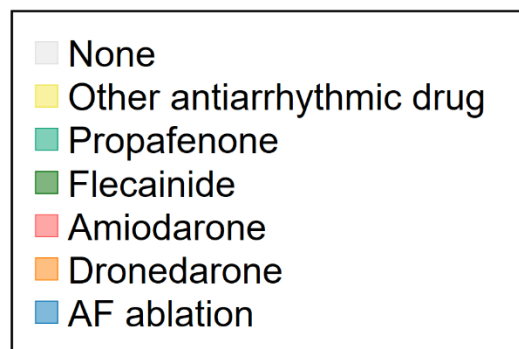 None
Other antiarrhythmic drug
Propafenone
Flecainide
Amiodarone
Dronedarone
AF ablation